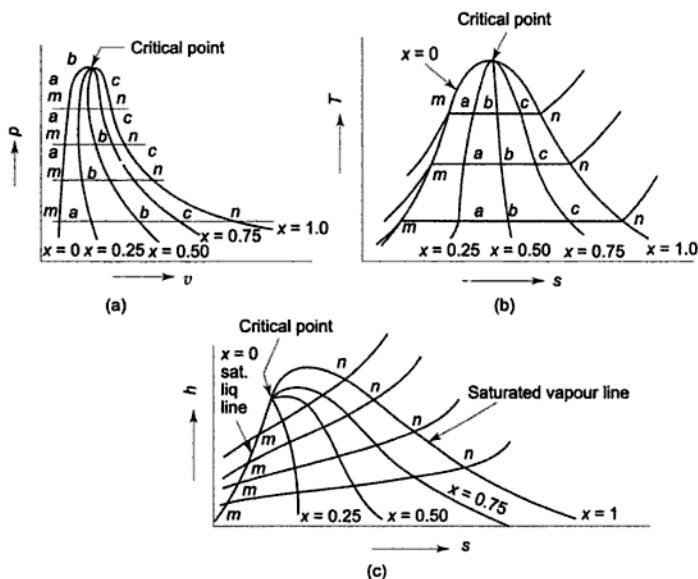 Critical point
b
a
c
m
n
a
c
m
b
n
a
c
m
b
n
m
a
b
c
n
x = 0
x = 0.25
x = 0.50
x = 0.75
x = 1.0
p
v
(a)
Critical point
x = 0
m
a
b
c
n
T
m
a
b
c
n
m
a
b
c
n
x = 0.25
x = 0.50
x = 0.75
x = 1.0
s
(b)
Critical point
x = 0
sat.
liq
line
h
n
n
n
n
Saturated vapour line
m
m
m
m
x = 0.25
x = 0.50
x = 0.75
x = 1
s
(c)